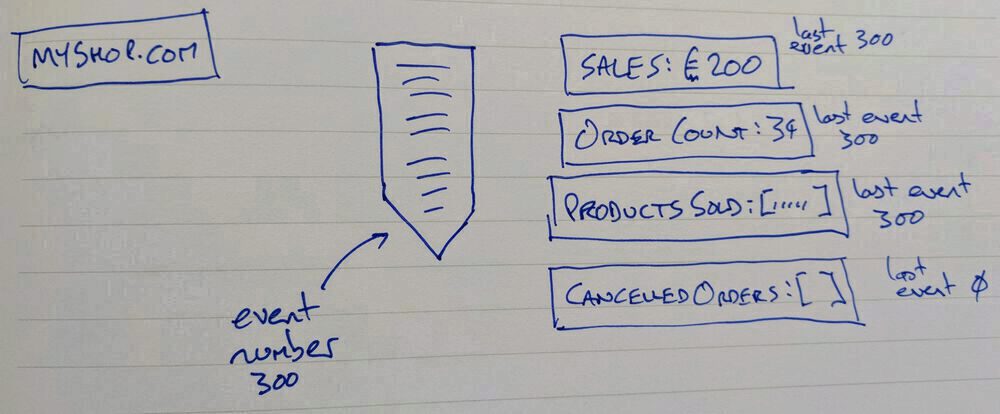 MYSHOP.COM
SALES: €200
last
event 300
ORDER COUNT: 34
last event
300
PRODUCTS SOLD: [,,,,,]
last event
300
CANCELLED ORDERS: [ ]
last
event Ø
event
number
300